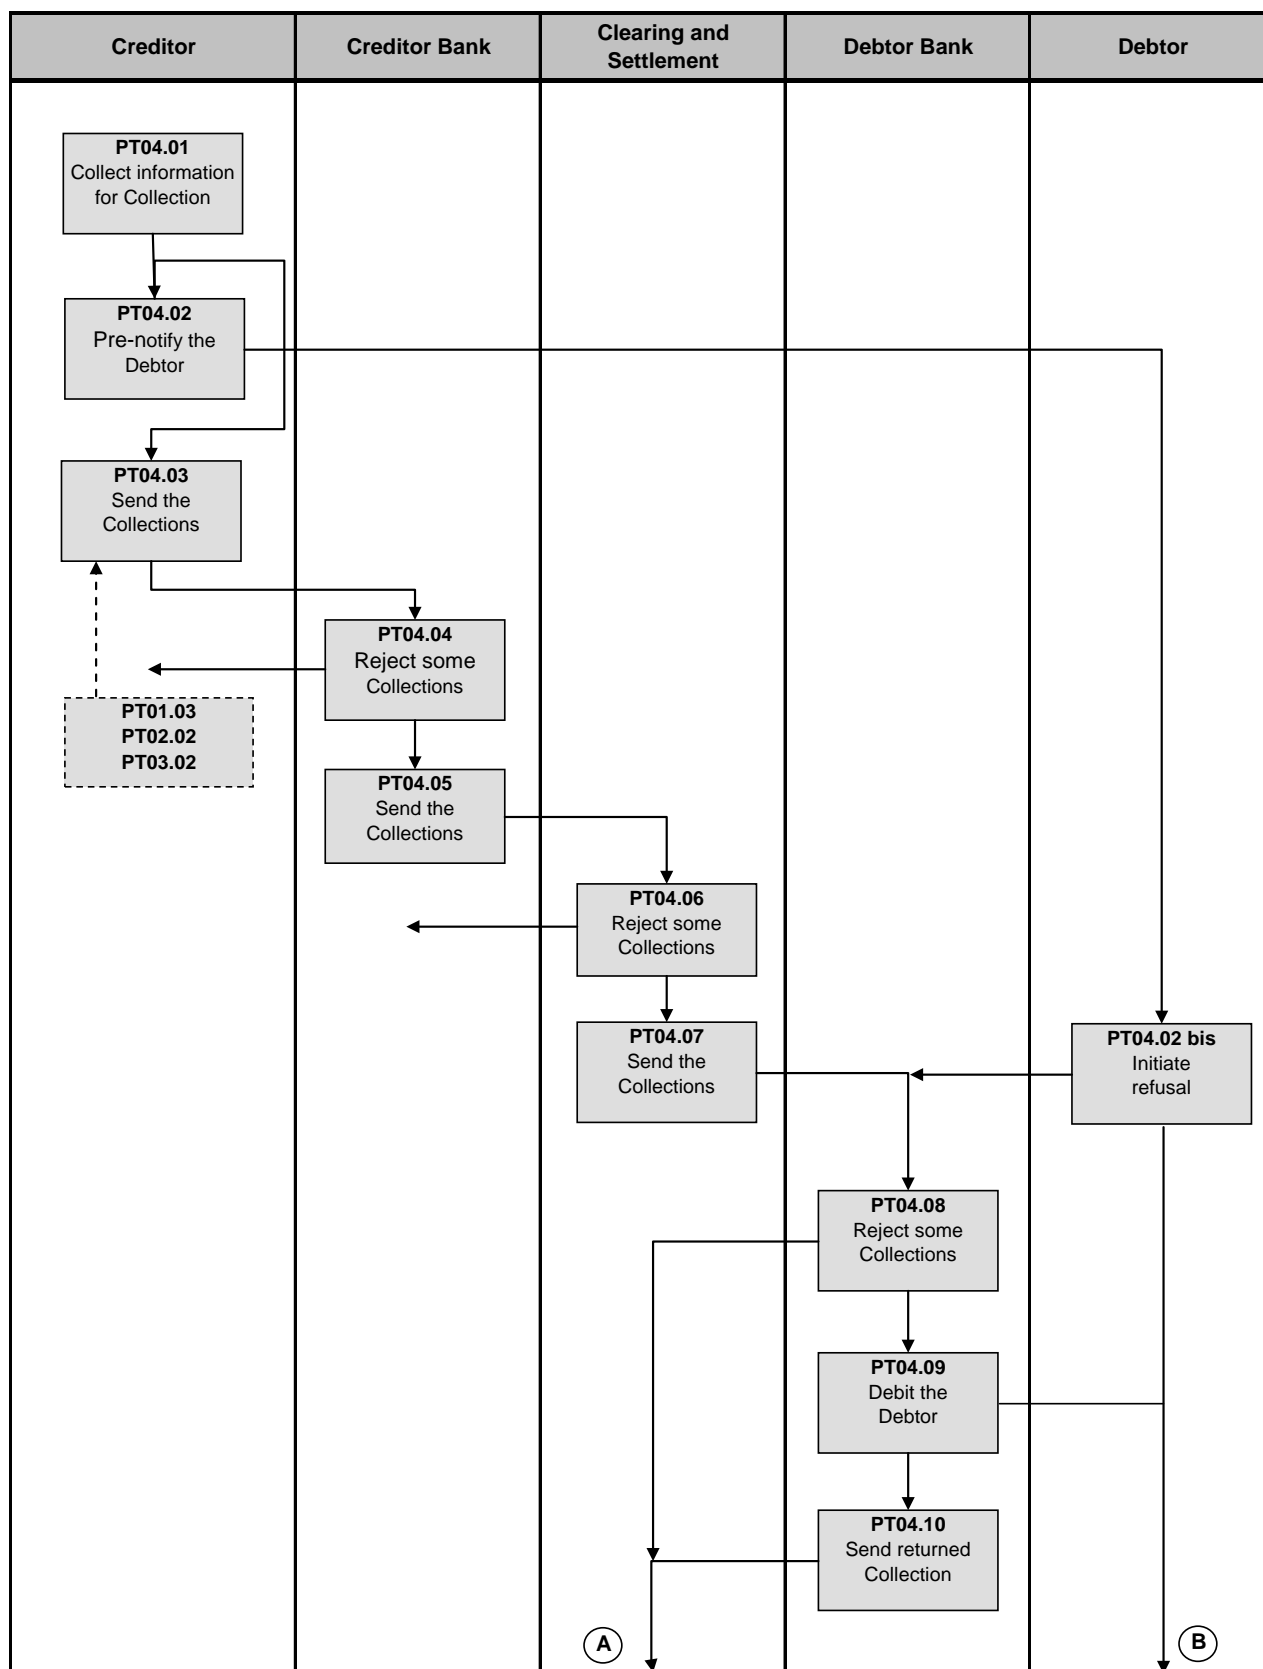 Creditor
Creditor Bank
Clearing and
Settlement
Debtor Bank
Debtor
PT04.01
Collect information
for Collection
PT04.02
Pre-notify the
Debtor
PT04.03
Send the
Collections
PT04.04
Reject some
Collections
PT01.03
PT02.02
PT03.02
PT04.05
Send the
Collections
PT04.06
Reject some
Collections
PT04.07
Send the
Collections
PT04.02 bis
Initiate
refusal
PT04.08
Reject some
Collections
PT04.09
Debit the
Debtor
PT04.10
Send returned
Collection
A
B